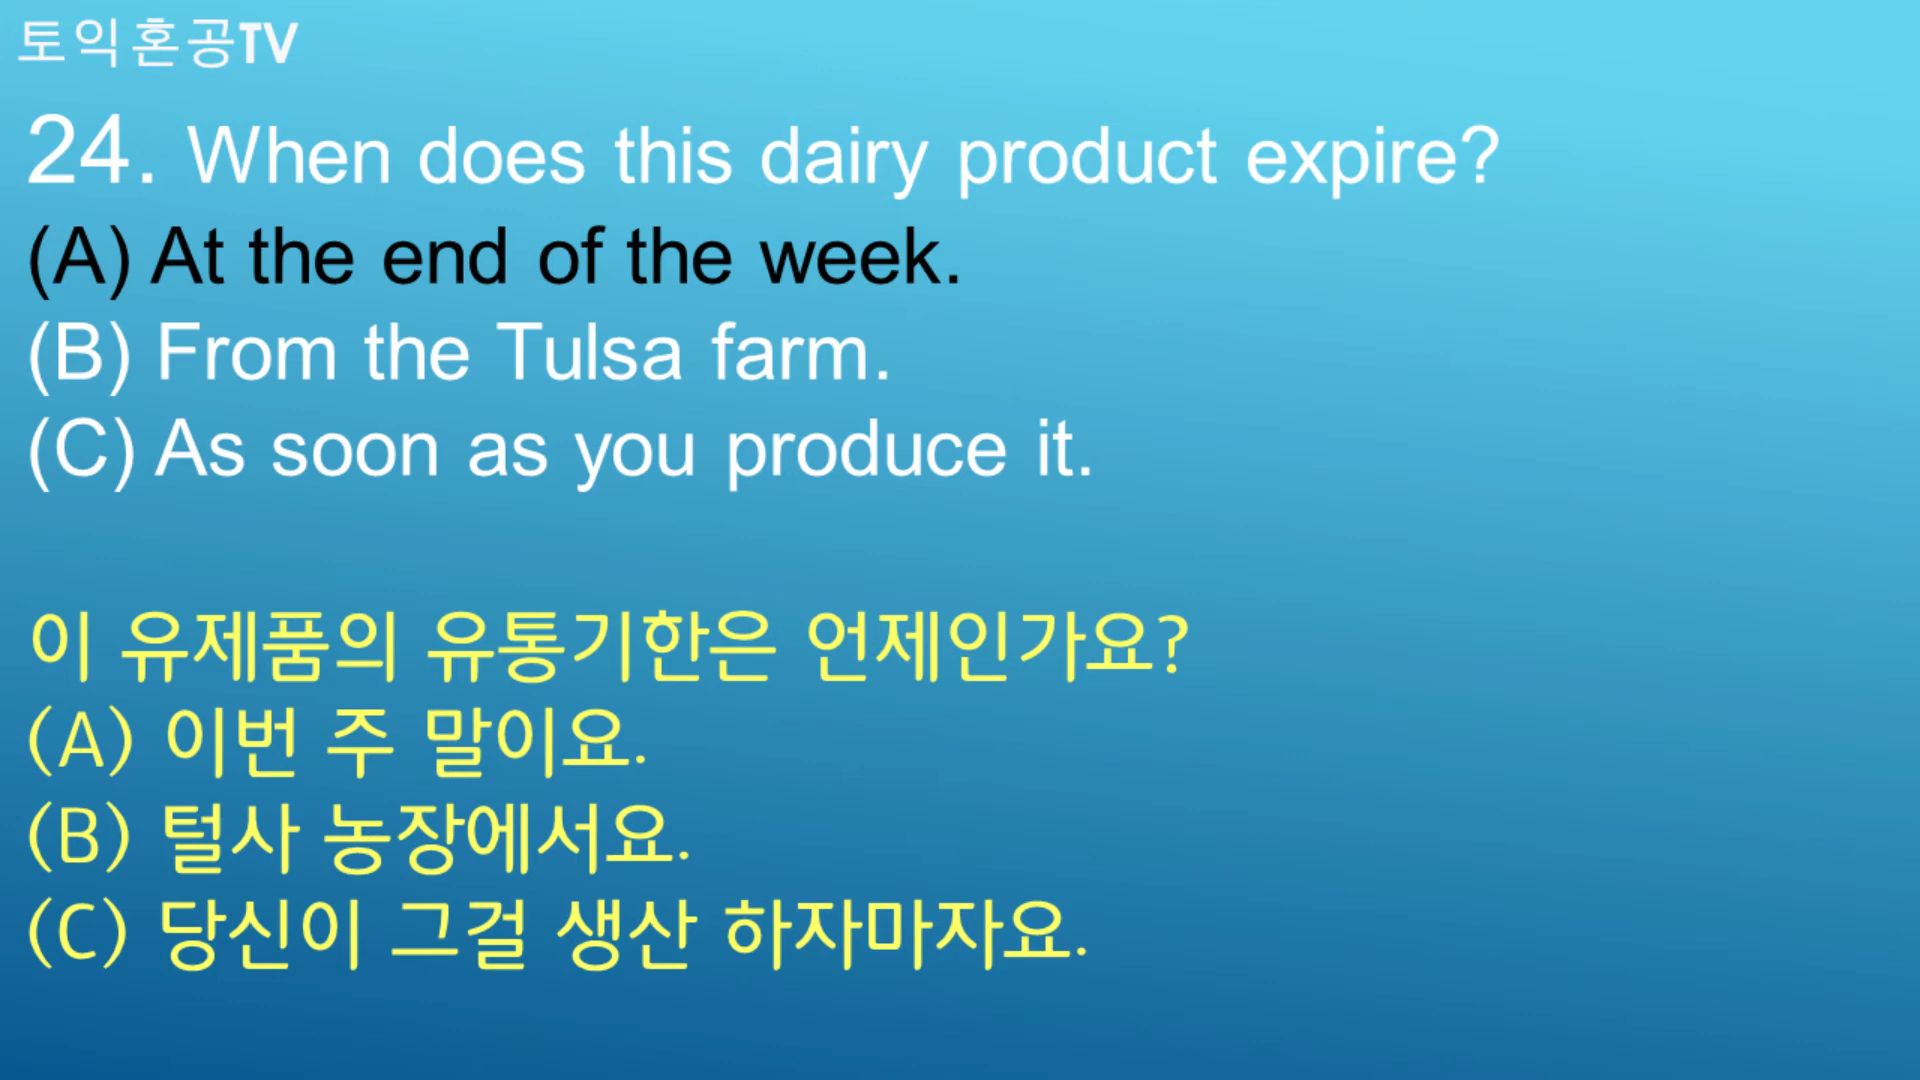 토익혼공TV
24. When does this dairy product expire?
(A) At the end of the week.
(B) From the Tulsa farm.
(C) As soon as you produce it.
이 유제품의 유통기한은 언제인가요?
(A) 이번 주 말이요.
(B) 털사 농장에서요.
(C) 당신이 그걸 생산 하자마자요.